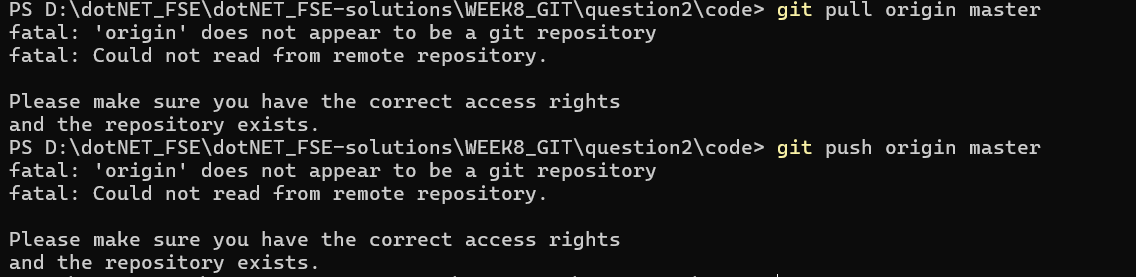 PS D:\dotNET_FSE\dotNET_FSE-solutions\WEEK8_GIT\question2\code> git pull origin master
fatal: 'origin' does not appear to be a git repository
fatal: Could not read from remote repository.
Please make sure you have the correct access rights
and the repository exists.
PS D:\dotNET_FSE\dotNET_FSE-solutions\WEEK8_GIT\question2\code> git push origin master
fatal: 'origin' does not appear to be a git repository
fatal: Could not read from remote repository.
Please make sure you have the correct access rights
and the repository exists.